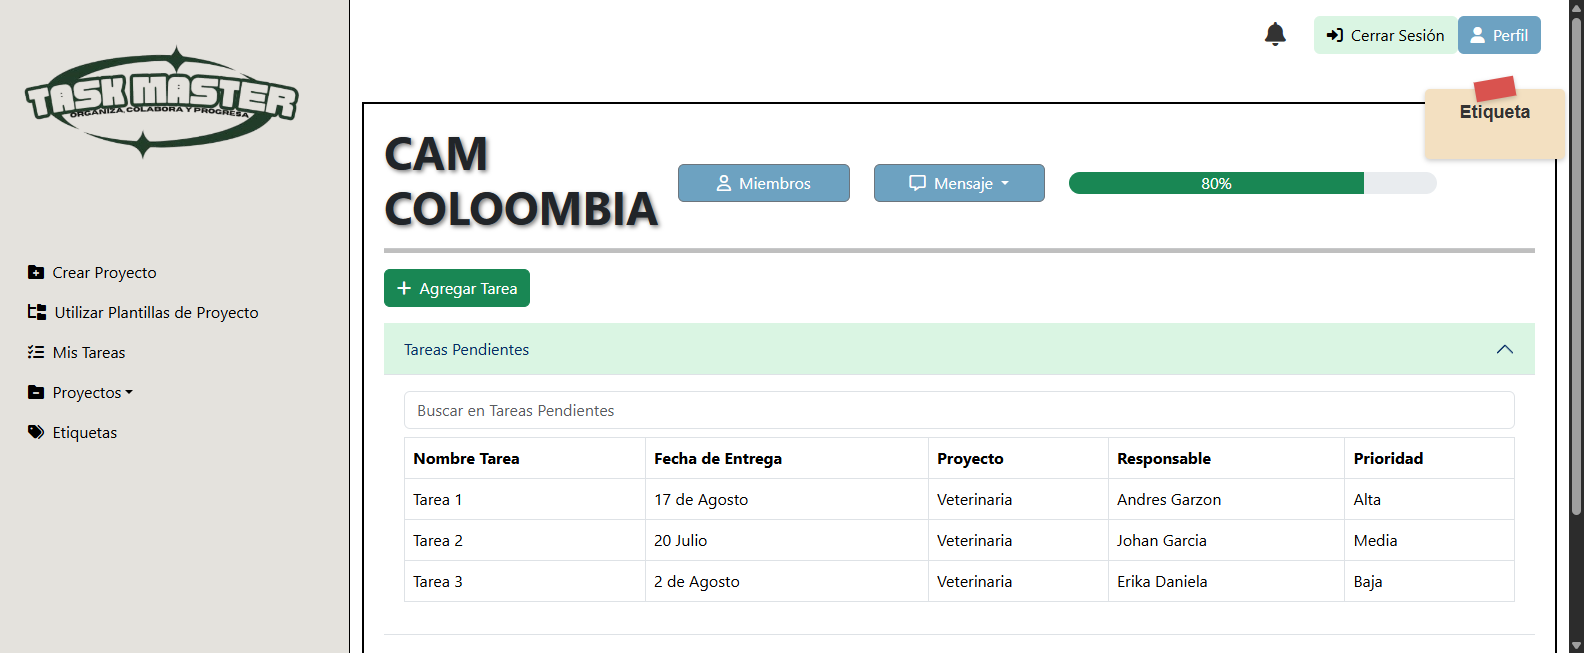 TASK MASTER
ORGANIZA, COLABORA Y PROGRESA
Crear Proyecto
Utilizar Plantillas de Proyecto
Mis Tareas
Proyectos
Etiquetas
Cerrar Sesión
Perfil
Etiqueta
CAM
COLOOMBIA
Miembros
Mensaje
80%
Agregar Tarea
Tareas Pendientes
Buscar en Tareas Pendientes
Nombre Tarea Fecha de Entrega Proyecto Responsable Prioridad
Tarea 1 17 de Agosto Veterinaria Andres Garzon Alta
Tarea 2 20 Julio Veterinaria Johan Garcia Media
Tarea 3 2 de Agosto Veterinaria Erika Daniela Baja